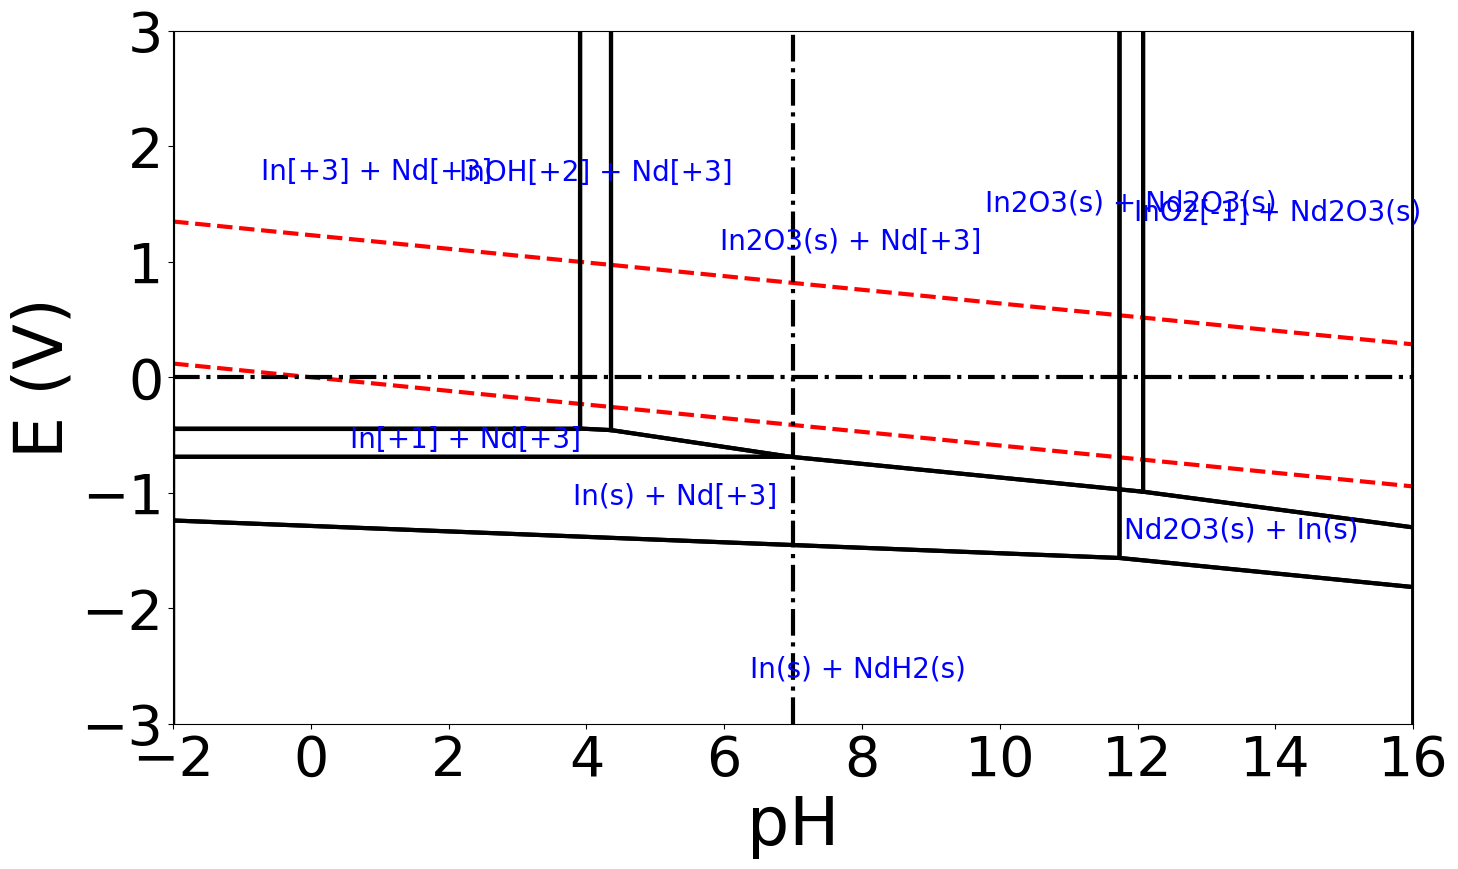 3
2
1
0
−1
−2
−3
E (V)
In[+3] + Nd[+3]
InOH[+2] + Nd[+3]
In2O3(s) + Nd2O3(s)
InO2[-1] + Nd2O3(s)
In2O3(s) + Nd[+3]
In[+1] + Nd[+3]
In(s) + Nd[+3]
Nd2O3(s) + In(s)
In(s) + NdH2(s)
−2 0 2 4 6 8 10 12 14 16
pH